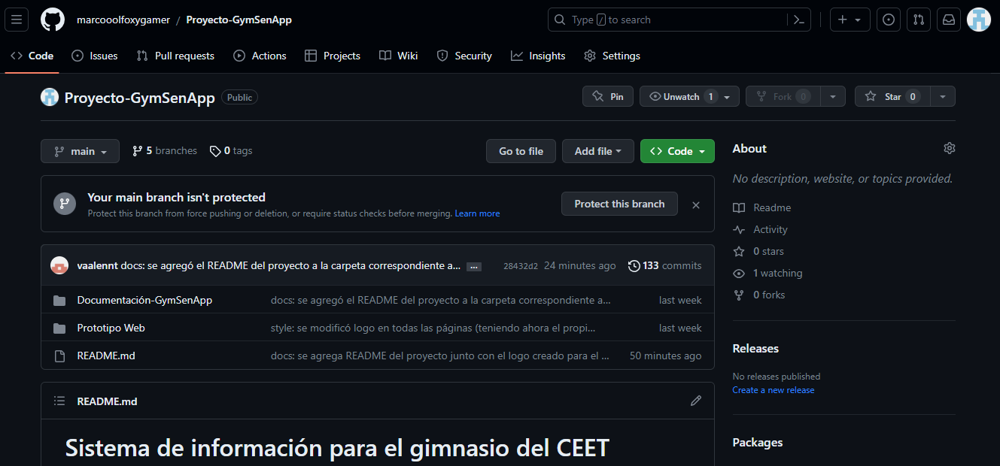 marcooolfoxygamer / Proyecto-GymSenApp
Type / to search
Code
Issues
Pull requests
Actions
Projects
Wiki
Security
Insights
Settings
Proyecto-GymSenApp Public
Pin
Unwatch 1
Fork 0
Star 0
main
5 branches
0 tags
Go to file
Add file
Code
Your main branch isn't protected
Protect this branch from force pushing or deletion, or require status checks before merging. Learn more
Protect this branch
vaalennt docs: se agregó el README del proyecto a la carpeta correspondiente a... ... 28432d2 24 minutes ago 133 commits
Documentación-GymSenApp docs: se agregó el README del proyecto a la carpeta correspondiente a... last week
Prototipo Web style: se modificó logo en todas las páginas (teniendo ahora el propi... last week
README.md docs: se agrega README del proyecto junto con el logo creado para el ... 50 minutes ago
README.md
Sistema de información para el gimnasio del CEET
About
No description, website, or topics provided.
Readme
Activity
0 stars
1 watching
0 forks
Releases
No releases published
Create a new release
Packages